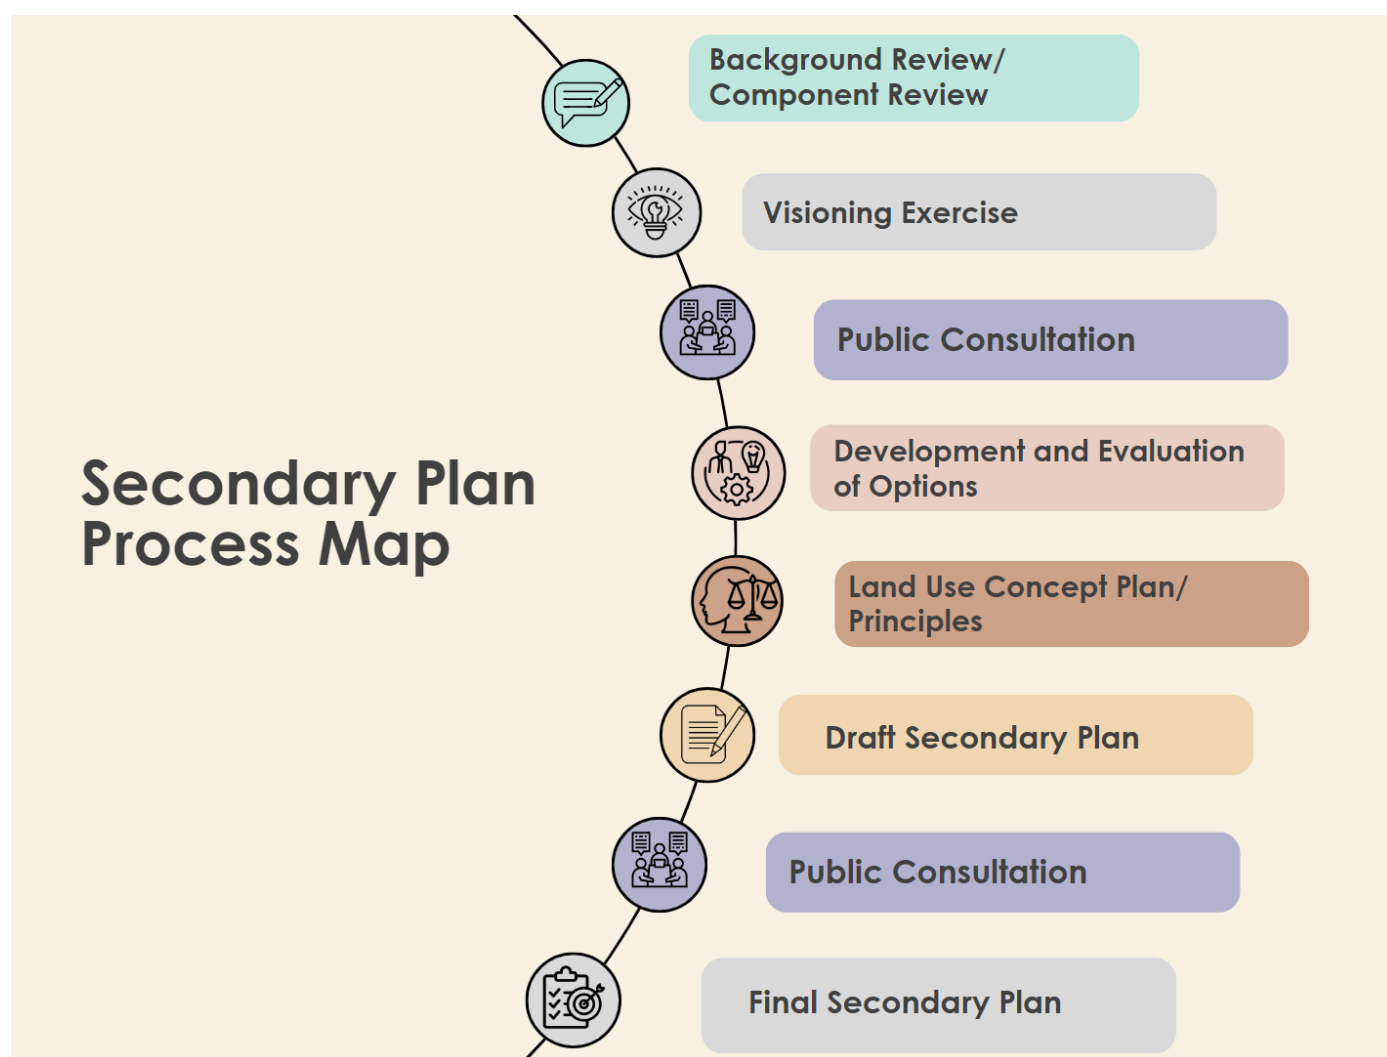 Secondary Plan
Process Map
Background Review/
Component Review
Visioning Exercise
Public Consultation
Development and Evaluation
of Options
Land Use Concept Plan/
Principles
Draft Secondary Plan
Public Consultation
Final Secondary Plan